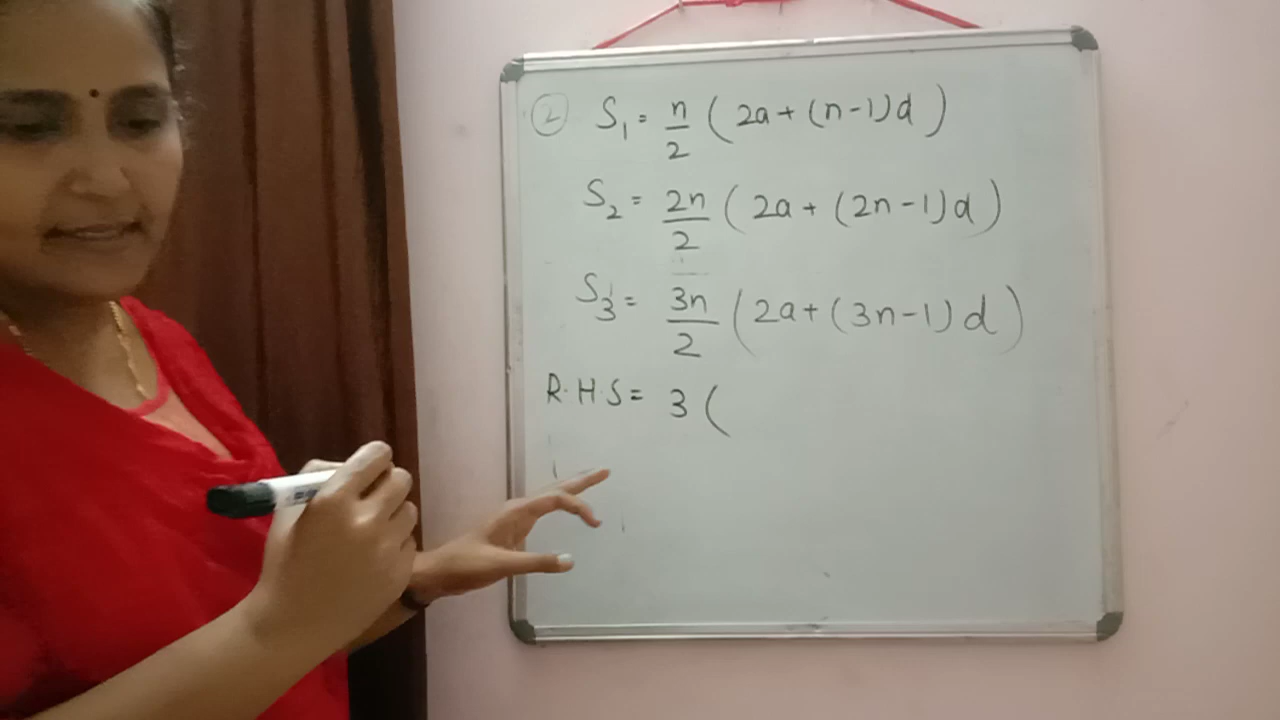 ② S₁ = n/2 (2a + (n-1)d)
S₂ = 2n/2 (2a + (2n-1)d)
S₃ = 3n/2 (2a + (3n-1)d)
R.H.S = 3 (